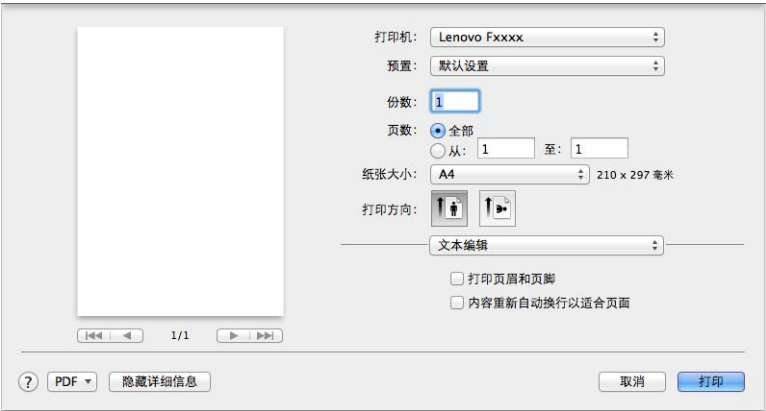 打印机: Lenovo Fxxxx
预置: 默认设置
份数: 1
页数: 全部
从: 1 至: 1
纸张大小: A4 210 x 297 毫米
打印方向:
文本编辑
打印页眉和页脚
内容重新自动换行以适合页面
1/1
? PDF 隐藏详细信息 取消 打印